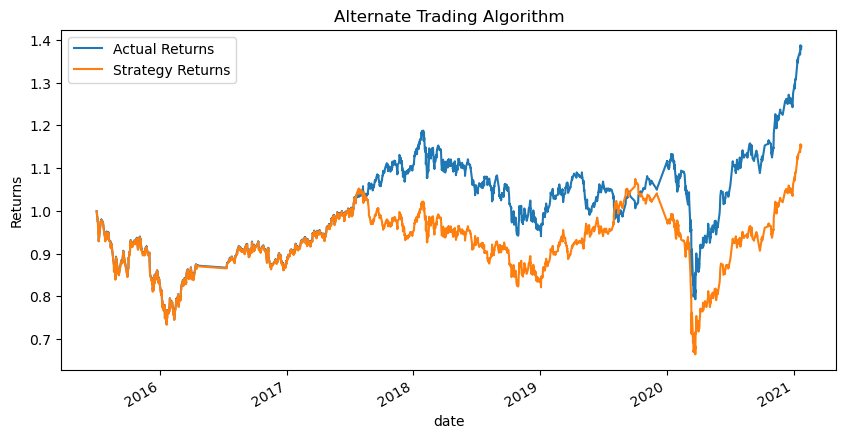 Alternate Trading Algorithm
Actual Returns
Strategy Returns
Returns
1.4
1.3
1.2
1.1
1.0
0.9
0.8
0.7
2016
2017
2018
2019
2020
2021
date